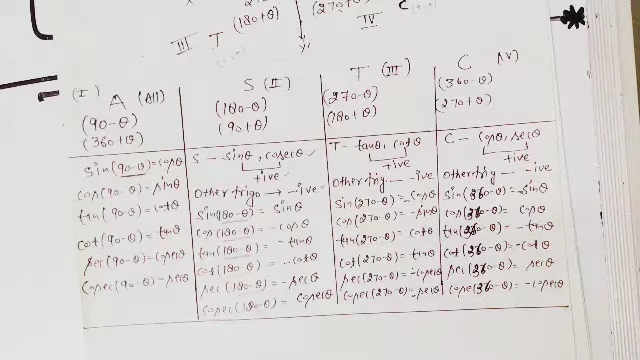 (180+θ)
(270+θ)
III T
IV C
Y'
(I) A (All)
(90-θ)
(360+θ)
sin(90-θ)=cosθ
cos(90-θ)=sinθ
tan(90-θ)=cotθ
cot(90-θ)=tanθ
sec(90-θ)=cosecθ
cosec(90-θ)=secθ
S (II)
(180-θ)
(90+θ)
S - sinθ, cosecθ
+ive
Other trigo → -ive
sin(180-θ) = sinθ
cos(180-θ) = -cosθ
tan(180-θ) = -tanθ
cot(180-θ) = -cotθ
sec(180-θ) = -secθ
cosec(180-θ) = cosecθ
T (III)
(270-θ)
(180+θ)
T- tanθ, cotθ
+ive
Other trig - -ive
sin(270-θ)=-cosθ
cos(270-θ)=-sinθ
tan(270-θ)=cotθ
cot(270-θ)=tanθ
sec(270-θ)=-cosecθ
cosec(270-θ)=-secθ
C (IV)
(360-θ)
(270+θ)
C - cosθ, secθ
+ive
Other trig - -ive
sin(360-θ)=-sinθ
cos(360-θ)= cosθ
tan(360-θ)= -tanθ
cot(360-θ)=-cotθ
sec(360-θ)= secθ
cosec(360-θ)= -cosecθ